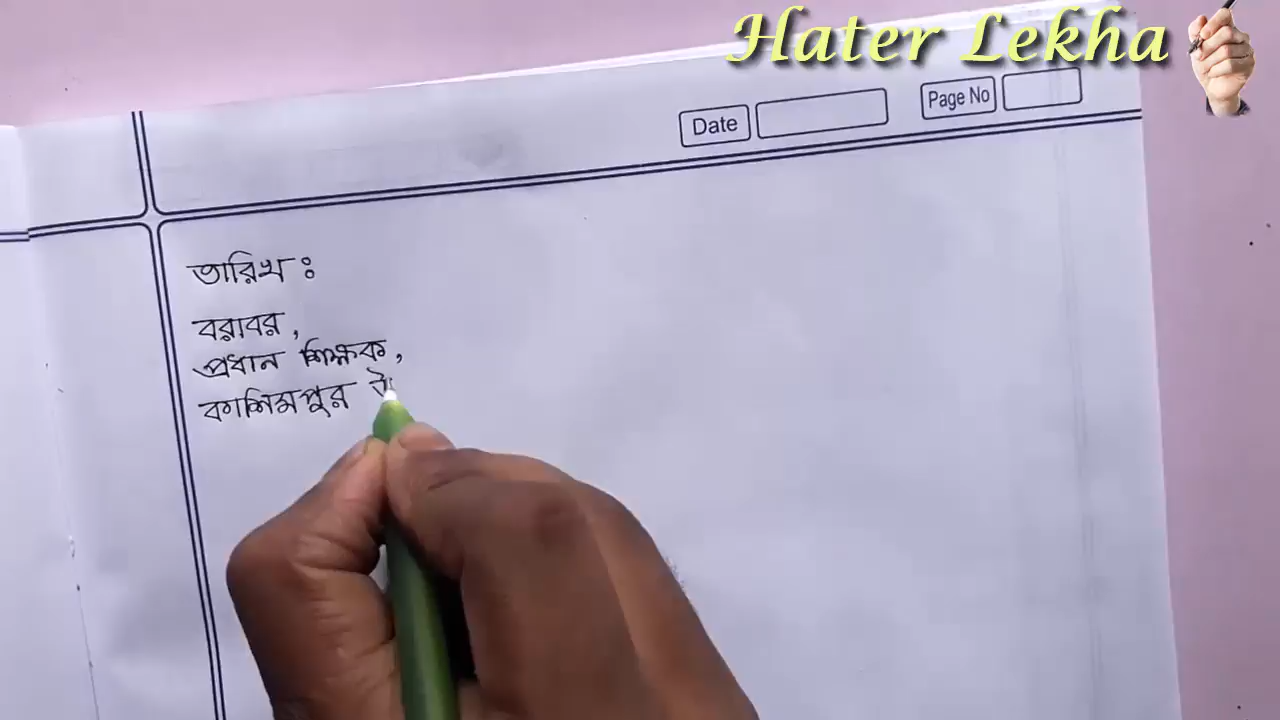 Hater Lekha
Date
Page No
তারিখঃ
বরাবর,
প্রধান শিক্ষক,
কাশিমপুর